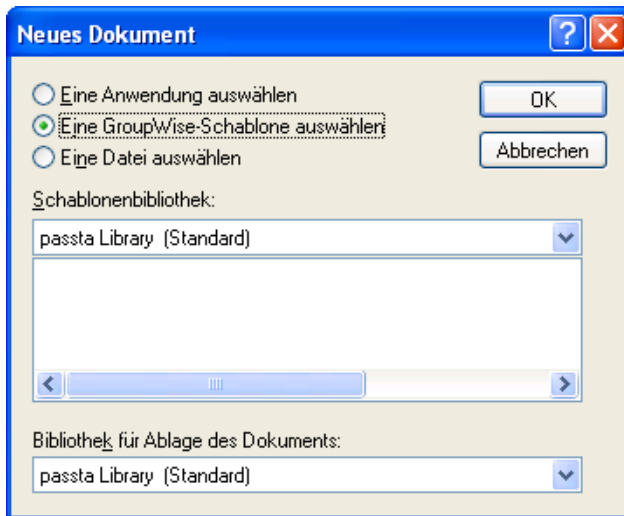 Neues Dokument
Eine Anwendung auswählen
OK
Eine GroupWise-Schablone auswählen
Eine Datei auswählen
Abbrechen
Schablonenbibliothek:
passta Library (Standard)
Bibliothek für Ablage des Dokuments:
passta Library (Standard)